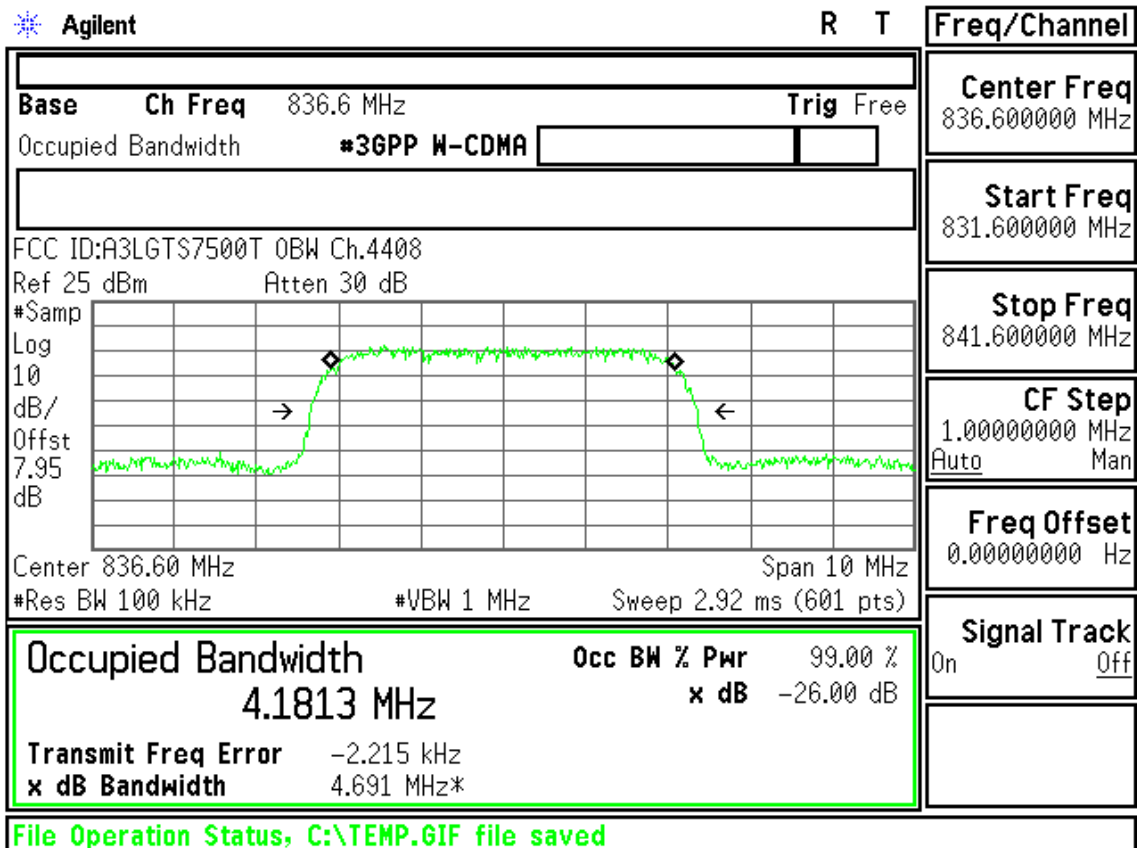 Agilent R T Freq/Channel
Base Ch Freq 836.6 MHz Trig Free
Occupied Bandwidth #3GPP W-CDMA
FCC ID:A3LGTS7500T OBW Ch.4408
Ref 25 dBm Atten 30 dB
#Samp
Log
10
dB/
Offst
7.95
dB
Center 836.60 MHz Span 10 MHz
#Res BW 100 kHz #VBW 1 MHz Sweep 2.92 ms (601 pts)
Occupied Bandwidth
4.1813 MHz
Occ BW % Pwr 99.00 %
x dB -26.00 dB
Transmit Freq Error -2.215 kHz
x dB Bandwidth 4.691 MHz*
Center Freq
836.600000 MHz
Start Freq
831.600000 MHz
Stop Freq
841.600000 MHz
CF Step
1.00000000 MHz
Auto Man
Freq Offset
0.00000000 Hz
Signal Track
On Off
File Operation Status, C:\TEMP.GIF file saved